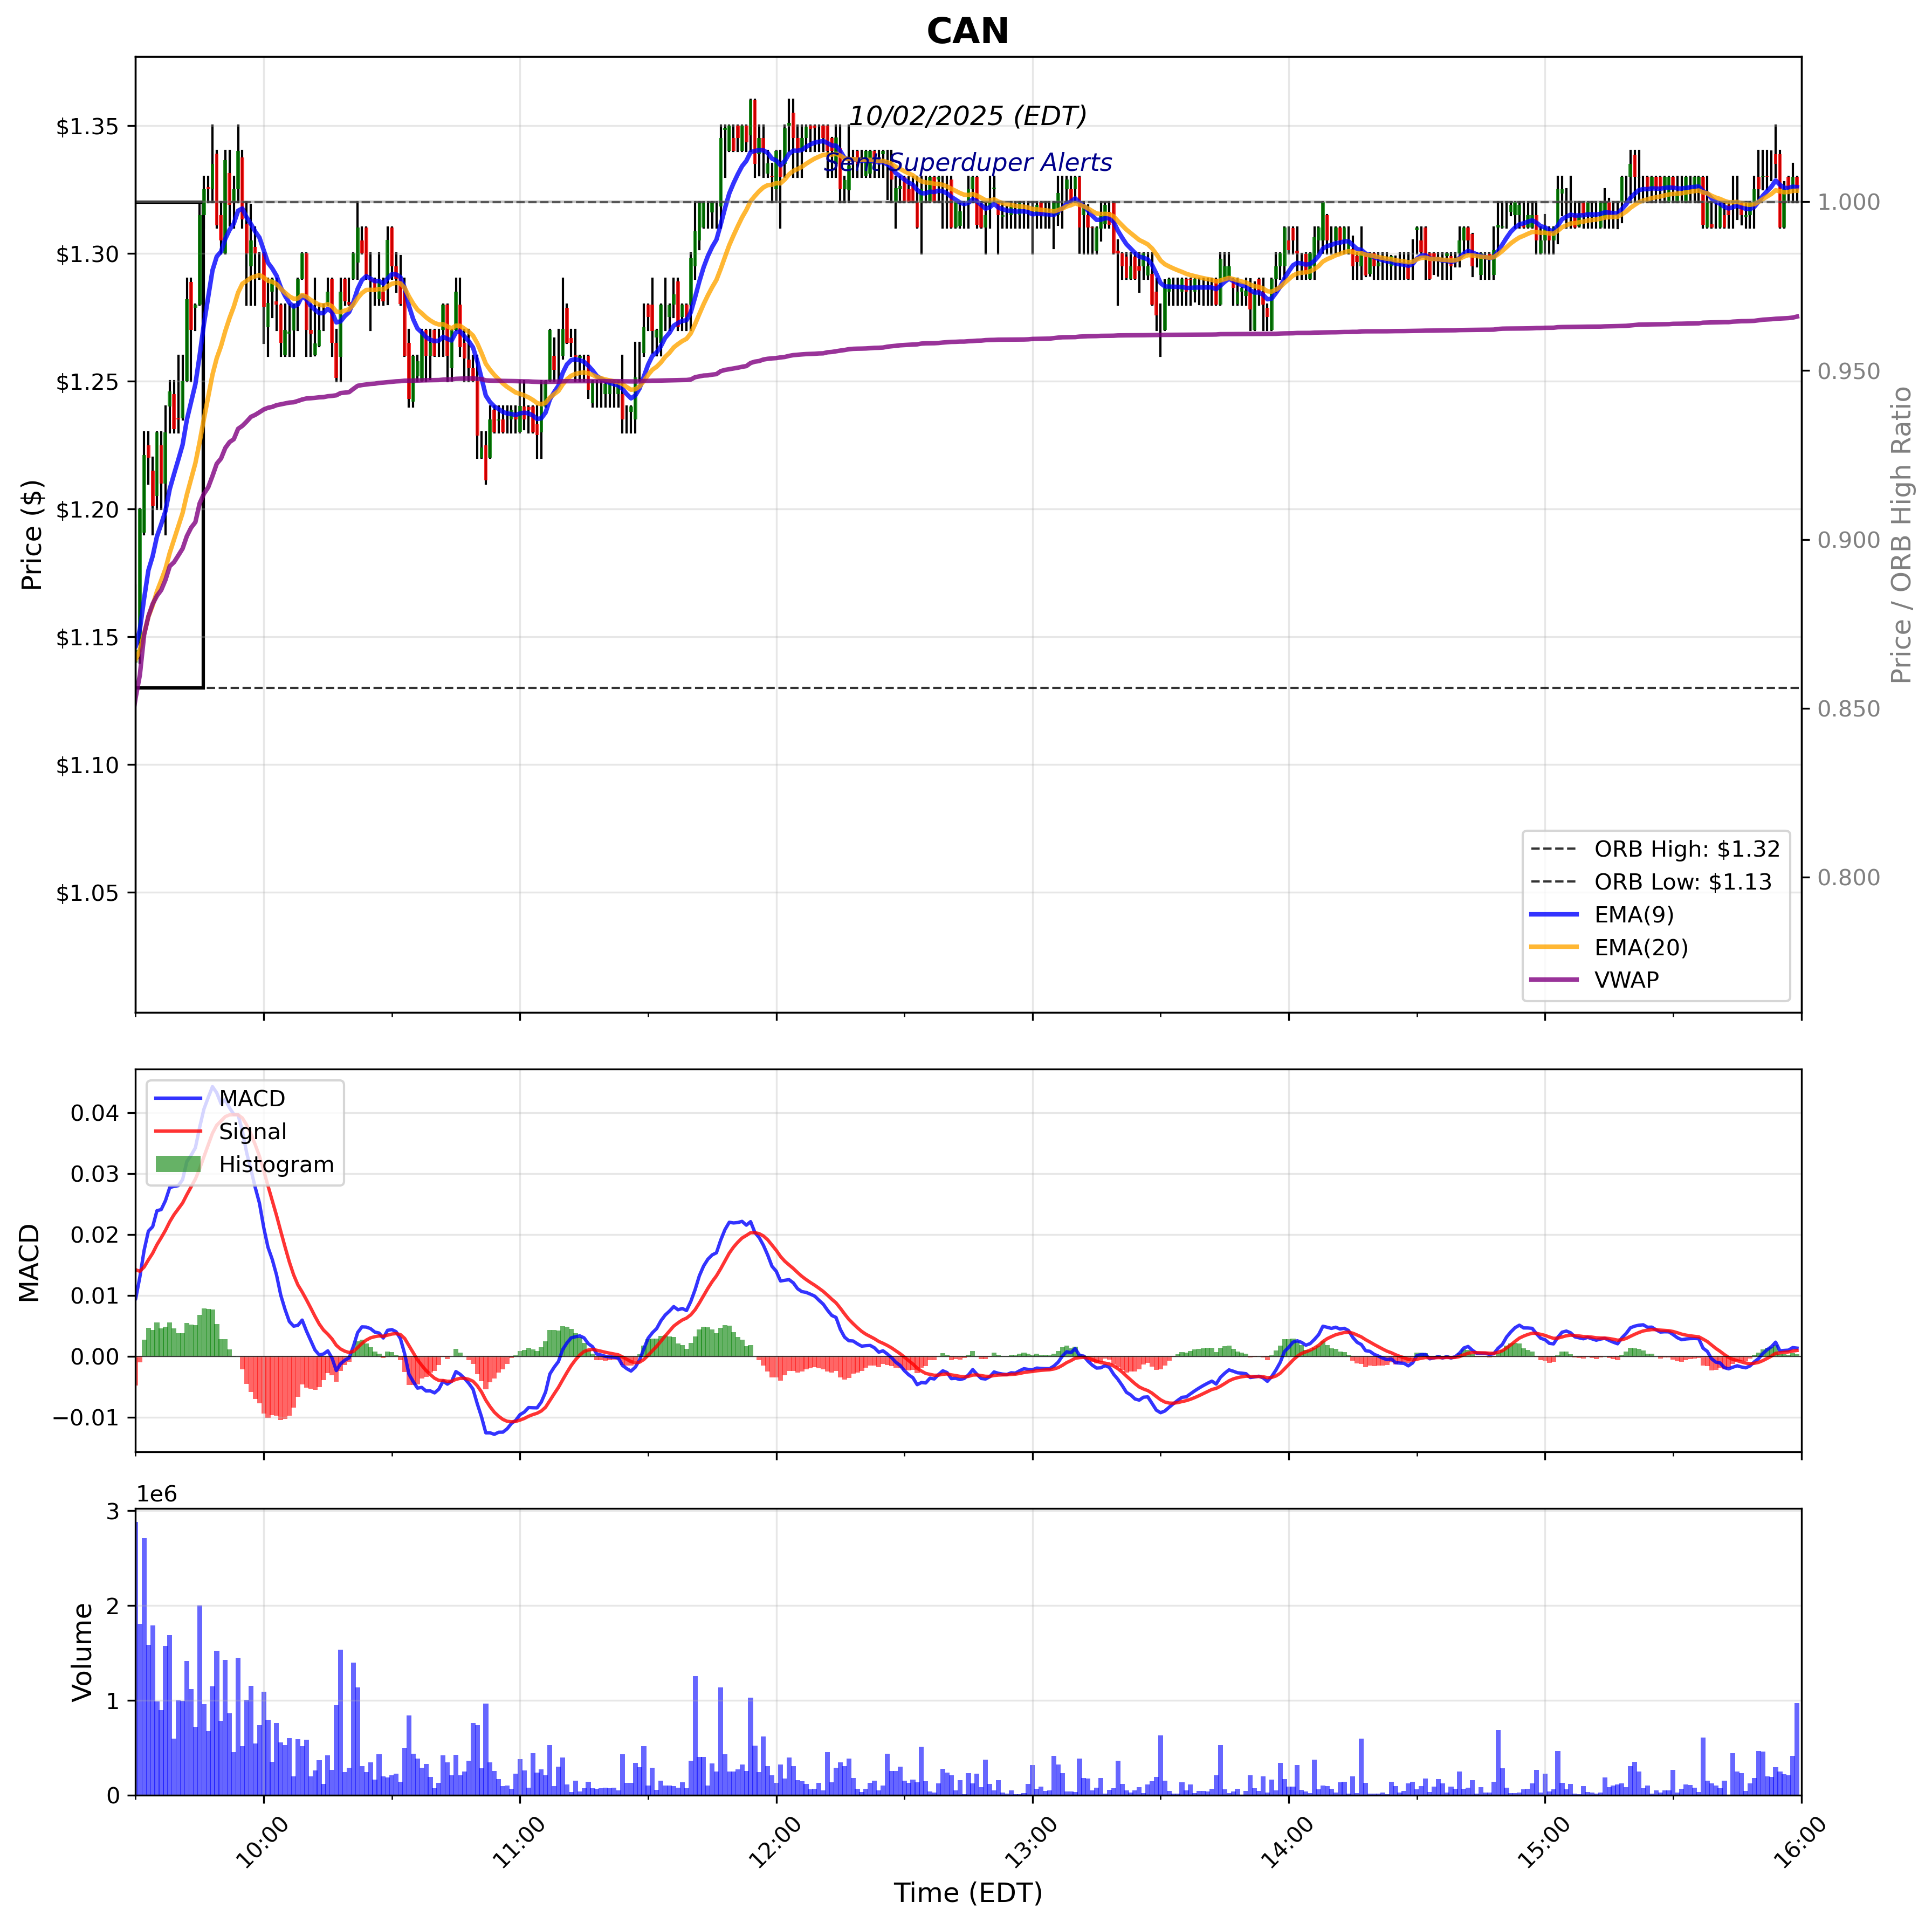 CAN
10/02/2025 (EDT)
Sent Superduper Alerts
Price ($)
$1.35
$1.30
$1.25
$1.20
$1.15
$1.10
$1.05
1.000
0.950
0.900
0.850
0.800
Price / ORB High Ratio
ORB High: $1.32
ORB Low: $1.13
EMA(9)
EMA(20)
VWAP
MACD
0.04
0.03
0.02
0.01
0.00
−0.01
MACD
Signal
Histogram
1e6
Volume
3
2
1
0
10:00
11:00
12:00
13:00
14:00
15:00
16:00
Time (EDT)